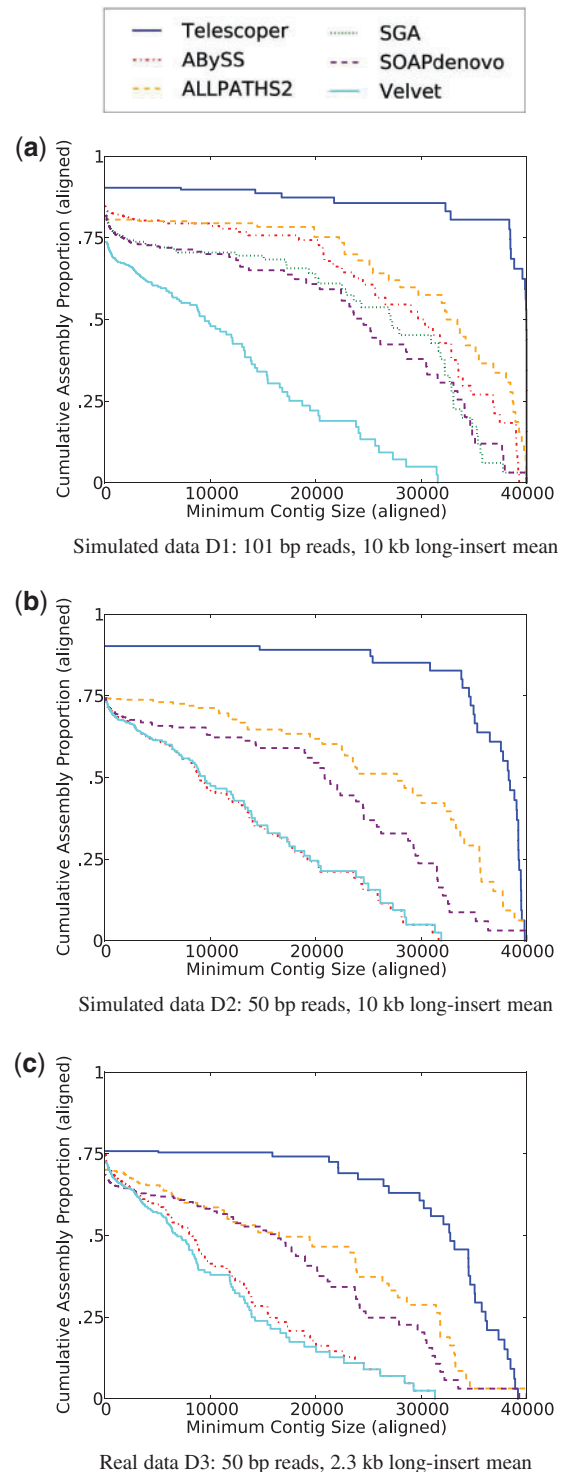 Telescoper
ABySS
ALLPATHS2
SGA
SOAPdenovo
Velvet
(a)
1
.75
.5
.25
0
Cumulative Assembly Proportion (aligned)
0 10000 20000 30000 40000
Minimum Contig Size (aligned)
Simulated data D1: 101 bp reads, 10 kb long-insert mean
(b)
1
.75
.5
.25
0
Cumulative Assembly Proportion (aligned)
0 10000 20000 30000 40000
Minimum Contig Size (aligned)
Simulated data D2: 50 bp reads, 10 kb long-insert mean
(c)
1
.75
.5
.25
0
Cumulative Assembly Proportion (aligned)
0 10000 20000 30000 40000
Minimum Contig Size (aligned)
Real data D3: 50 bp reads, 2.3 kb long-insert mean